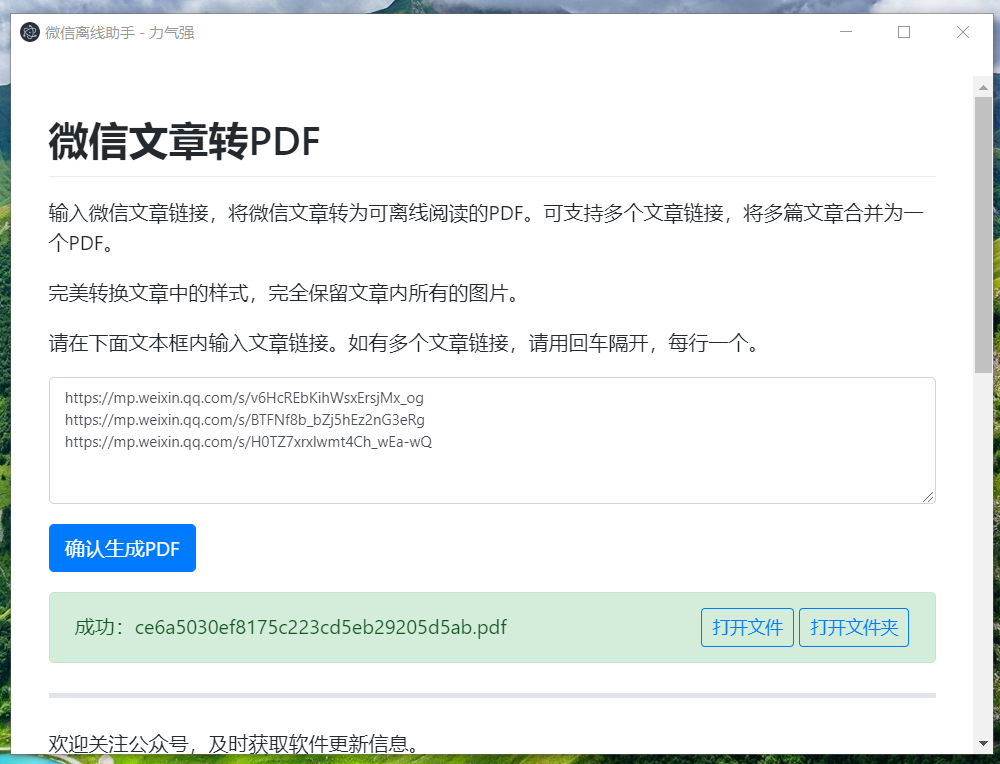 微信离线助手 - 力气强
微信文章转PDF
输入微信文章链接，将微信文章转为可离线阅读的PDF。可支持多个文章链接，将多篇文章合并为一
个PDF。
完美转换文章中的样式，完全保留文章内所有的图片。
请在下面文本框内输入文章链接。如有多个文章链接，请用回车隔开，每行一个。
https://mp.weixin.qq.com/s/v6HcREbKihWsxErsjMx_og
https://mp.weixin.qq.com/s/BTFNf8b_bZj5hEz2nG3eRg
https://mp.weixin.qq.com/s/H0TZ7xrxlwmt4Ch_wEa-wQ
确认生成PDF
成功：ce6a5030ef8175c223cd5eb29205d5ab.pdf 打开文件 打开文件夹
欢迎关注公众号，及时获取软件更新信息。